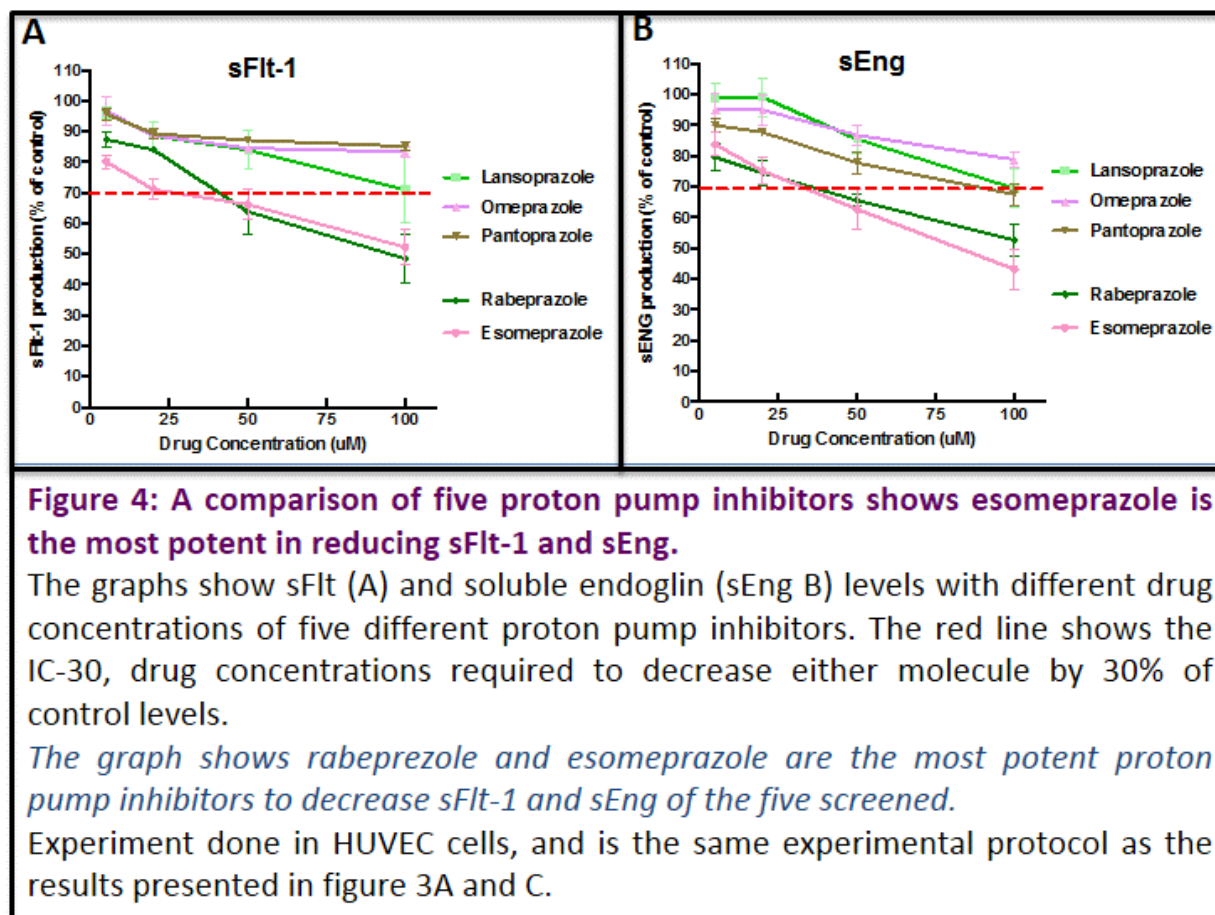 A
sFlt-1
110
100
90
80
70
60
50
40
30
20
10
0
sFlt-1 production (% of control)
0
25
50
75
100
Drug Concentration (uM)
Lansoprazole
Omeprazole
Pantoprazole
Rabeprazole
Esomeprazole
B
sEng
110
100
90
80
70
60
50
40
30
20
10
0
sENG production (% of control)
0
25
50
75
100
Drug Concentration (uM)
Lansoprazole
Omeprazole
Pantoprazole
Rabeprazole
Esomeprazole
Figure 4: A comparison of five proton pump inhibitors shows esomeprazole is
the most potent in reducing sFlt-1 and sEng.
The graphs show sFlt (A) and soluble endoglin (sEng B) levels with different drug
concentrations of five different proton pump inhibitors. The red line shows the
IC-30, drug concentrations required to decrease either molecule by 30% of
control levels.
The graph shows rabeprezole and esomeprazole are the most potent proton
pump inhibitors to decrease sFlt-1 and sEng of the five screened.
Experiment done in HUVEC cells, and is the same experimental protocol as the
results presented in figure 3A and C.